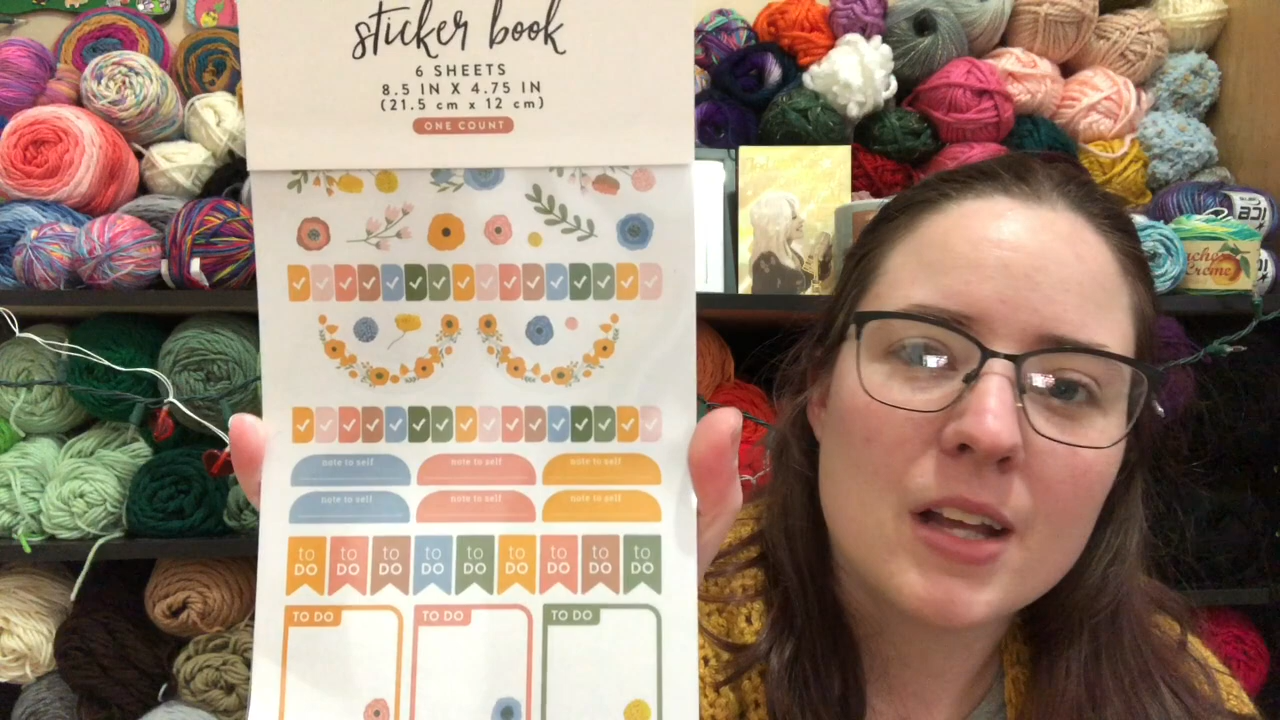 sticker book
6 SHEETS
8.5 IN X 4.75 IN
(21.5 cm x 12 cm)
ONE COUNT
note to self note to self note to self
note to self note to self note to self
to DO to DO to DO to DO to DO to DO to DO to DO to DO
TO DO TO DO TO DO
ICE
Creme